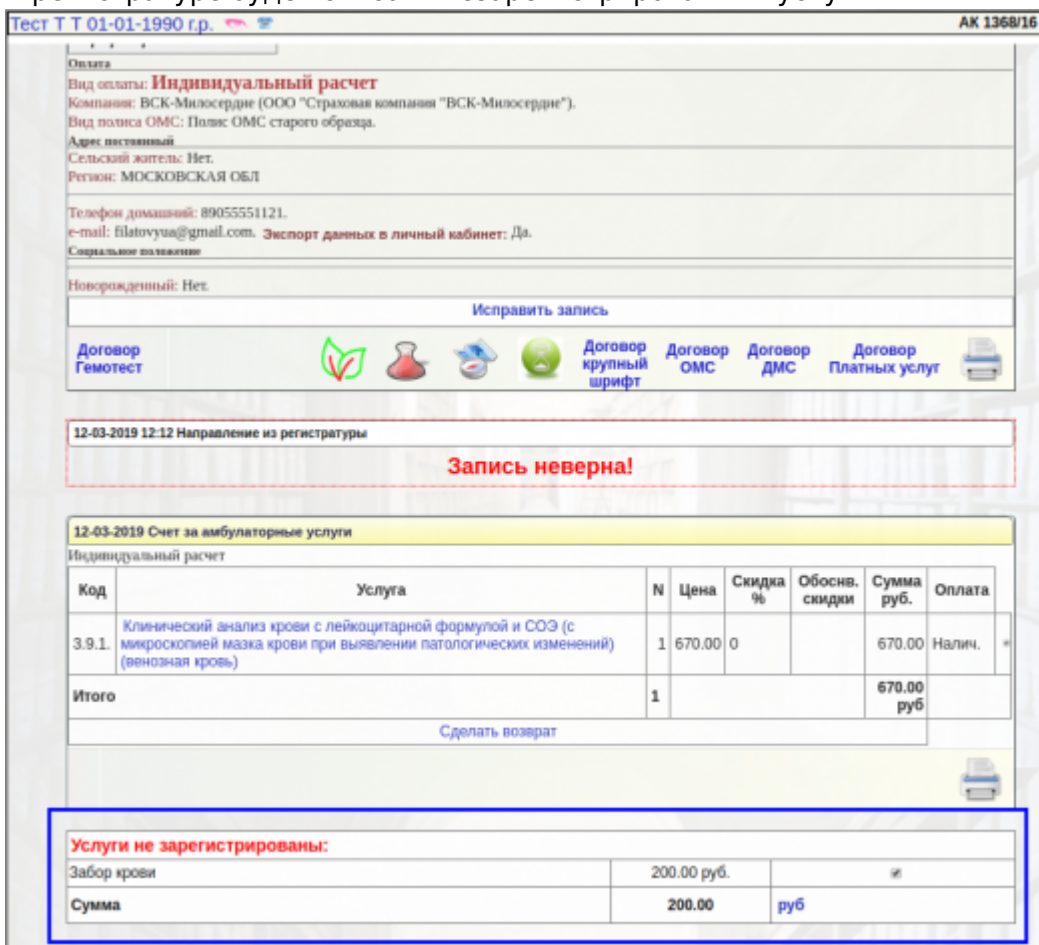 Тест Т Т 01-01-1990 г.р. АК 1368/16
Оплата
Вид оплаты: Индивидуальный расчет
Компания: ВСК-Милосердие (ООО "Страховая компания "ВСК-Милосердие").
Вид полиса ОМС: Полис ОМС старого образца.
Адрес постоянный
Сельский житель: Нет.
Регион: МОСКОВСКАЯ ОБЛ
Телефон домашний: 89055551121.
e-mail: filatovyua@gmail.com. Экспорт данных в личный кабинет: Да.
Социальное положение
Новорожденный: Нет.
Исправить запись
Договор Гемотест
Договор крупный шрифт
Договор ОМС
Договор ДМС
Договор Платных услуг
12-03-2019 12:12 Направление из регистратуры
Запись неверна!
12-03-2019 Счет за амбулаторные услуги
Индивидуальный расчет
Код Услуга N Цена Скидка % Обоснв. скидки Сумма руб. Оплата
3.9.1. Клинический анализ крови с лейкоцитарной формулой и СОЭ (с
микроскопией мазка крови при выявлении патологических изменений)
(венозная кровь) 1 670.00 0 670.00 Налич.
Итого 1 670.00 руб
Сделать возврат
Услуги не зарегистрированы:
Забор крови 200.00 руб.
Сумма 200.00 руб